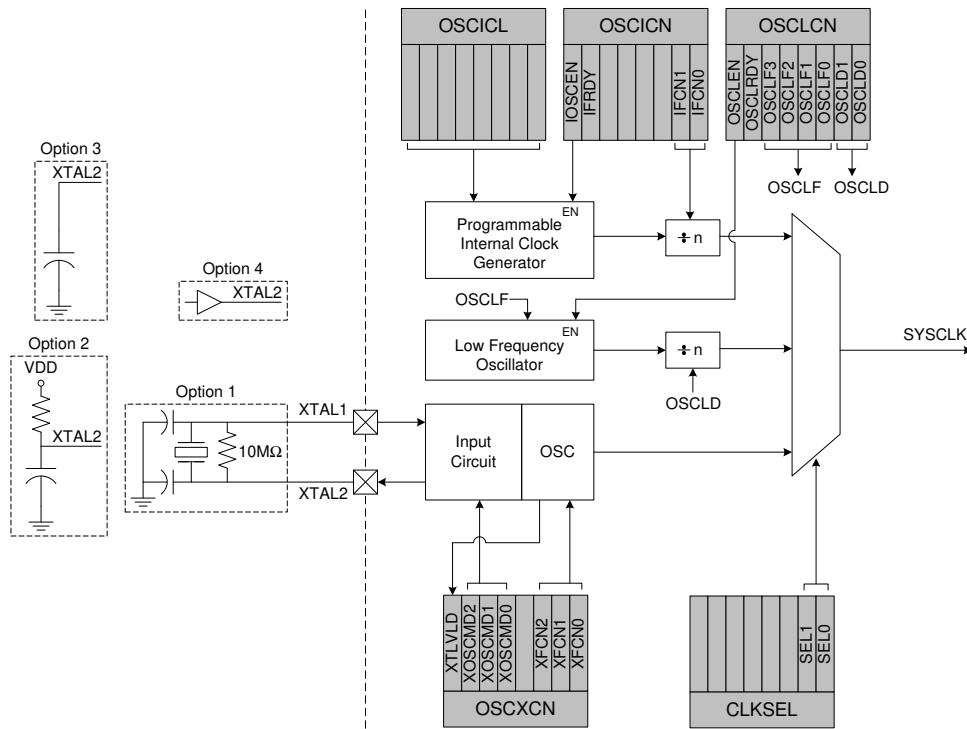 OSCICL
OSCICN
OSCLCN
IOSCEN
IFRDY
IFCN1
IFCN0
OSCLEN
OSCLRDY
OSCLF3
OSCLF2
OSCLF1
OSCLF0
OSCLD1
OSCLD0
OSCLF
OSCLD
Option 3
XTAL2
Option 4
XTAL2
EN
Programmable
Internal Clock
Generator
÷ n
OSCLF
EN
Low Frequency
Oscillator
÷ n
OSCLD
SYSCLK
Option 2
VDD
XTAL2
Option 1
10MΩ
XTAL1
XTAL2
Input
Circuit
OSC
XTLVLD
XOSCMD2
XOSCMD1
XOSCMD0
XFCN2
XFCN1
XFCN0
OSCXCN
SEL1
SEL0
CLKSEL